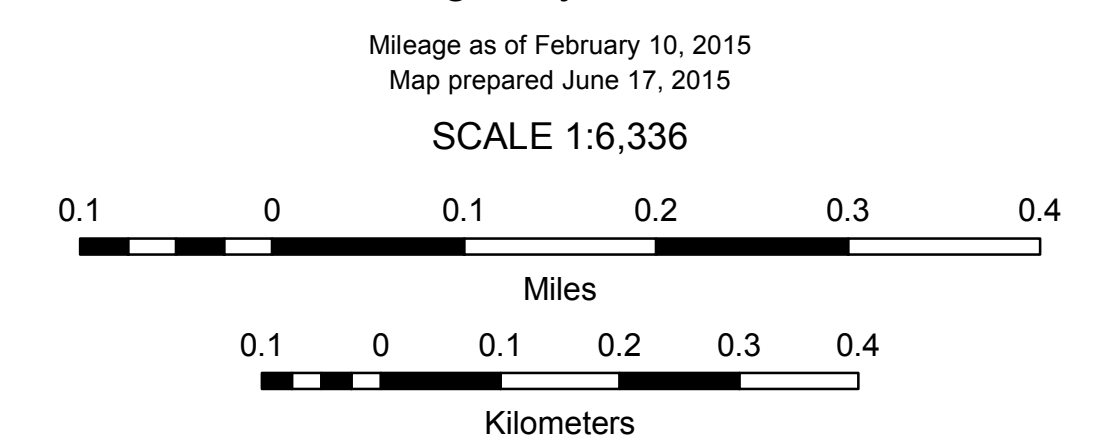 Mileage as of February 10, 2015
Map prepared June 17, 2015
SCALE 1:6,336
0.1 0 0.1 0.2 0.3 0.4
Miles
0.1 0 0.1 0.2 0.3 0.4
Kilometers